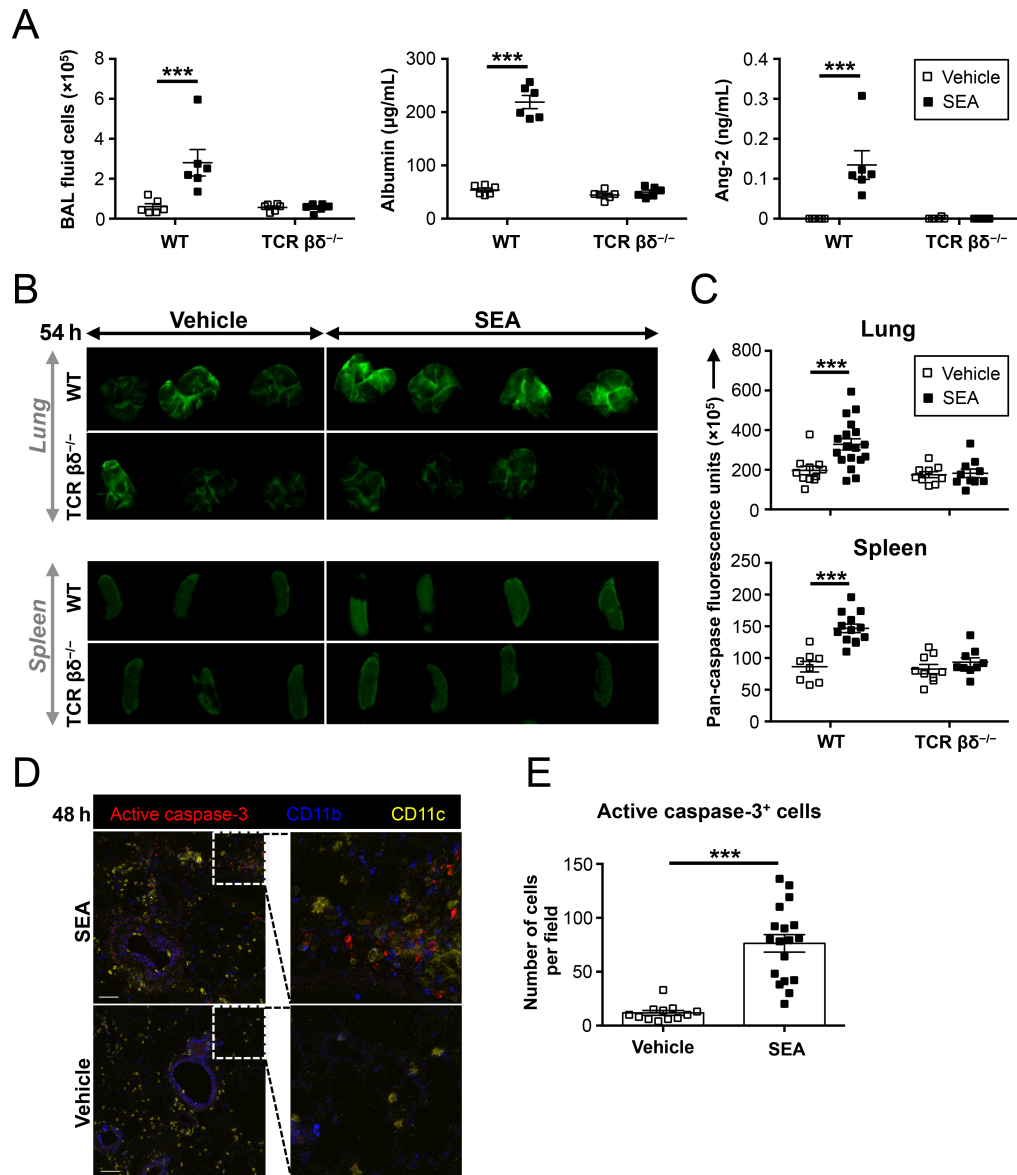 A
BAL fluid cells (×10⁵)
8
6
4
2
0
***
WT
TCR βδ⁻/⁻
Albumin (µg/mL)
300
200
100
0
***
WT
TCR βδ⁻/⁻
Ang-2 (ng/mL)
0.4
0.3
0.2
0.1
0
***
WT
TCR βδ⁻/⁻
Vehicle
SEA
B
54 h
Vehicle
SEA
Lung
WT
TCR βδ⁻/⁻
Spleen
WT
TCR βδ⁻/⁻
C
Pan-caspase fluorescence units (×10⁵)
Lung
800
600
400
200
0
***
Vehicle
SEA
Spleen
150
100
150
100
50
0
***
WT
TCR βδ⁻/⁻
D
48 h
Active caspase-3
CD11b
CD11c
SEA
Vehicle
E
Active caspase-3⁺ cells
Number of cells
per field
150
100
50
0
***
Vehicle
SEA